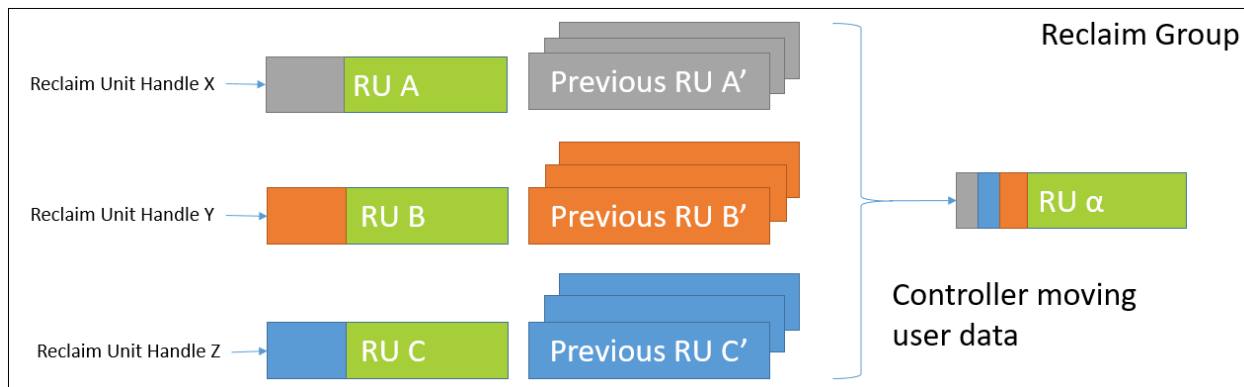 Reclaim Group
Reclaim Unit Handle X
RU A
Previous RU A’
Reclaim Unit Handle Y
RU B
Previous RU B’
RU α
Reclaim Unit Handle Z
RU C
Previous RU C’
Controller moving
user data